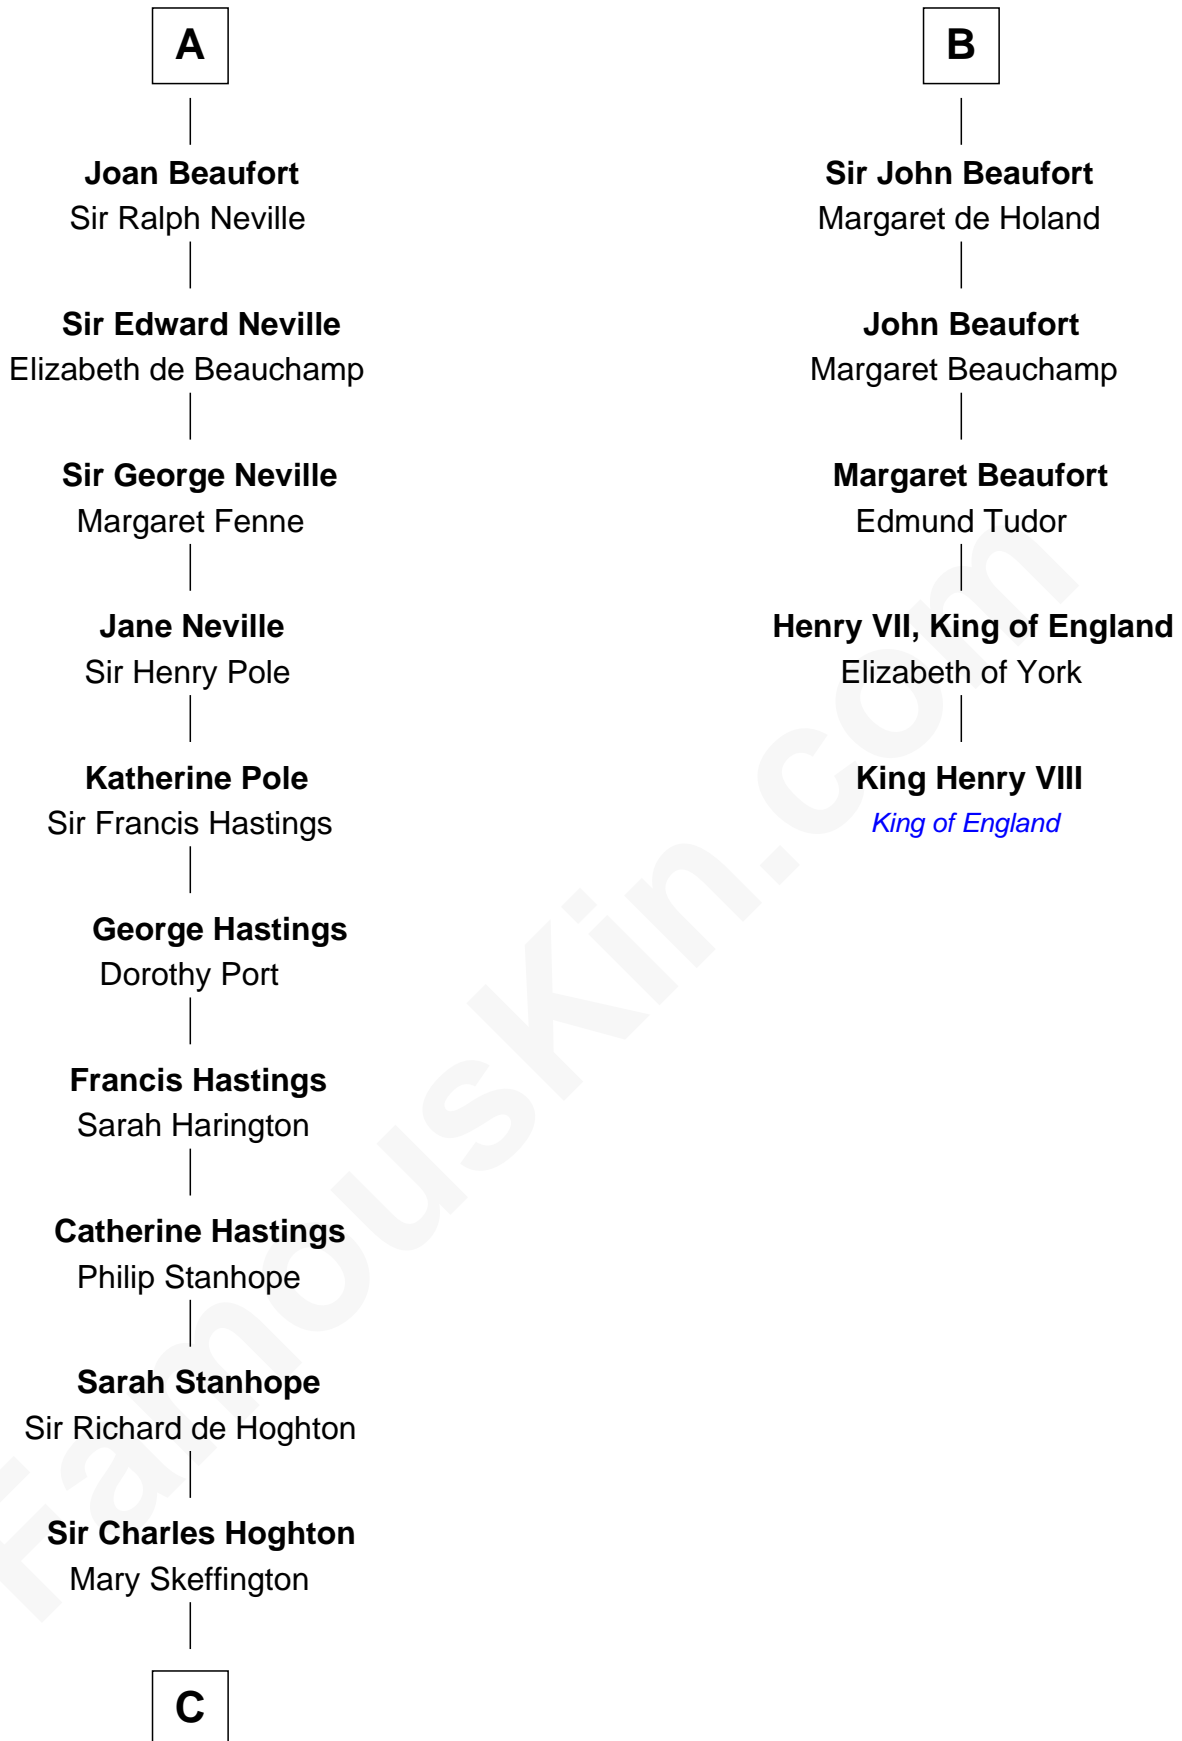 A
Joan Beaufort
Sir Ralph Neville
Sir Edward Neville
Elizabeth de Beauchamp
Sir George Neville
Margaret Fenne
Jane Neville
Sir Henry Pole
Katherine Pole
Sir Francis Hastings
George Hastings
Dorothy Port
Francis Hastings
Sarah Harington
Catherine Hastings
Philip Stanhope
Sarah Stanhope
Sir Richard de Hoghton
Sir Charles Hoghton
Mary Skeffington
C
B
Sir John Beaufort
Margaret de Holand
John Beaufort
Margaret Beauchamp
Margaret Beaufort
Edmund Tudor
Henry VII, King of England
Elizabeth of York
King Henry VIII
King of England
FamousKin.com